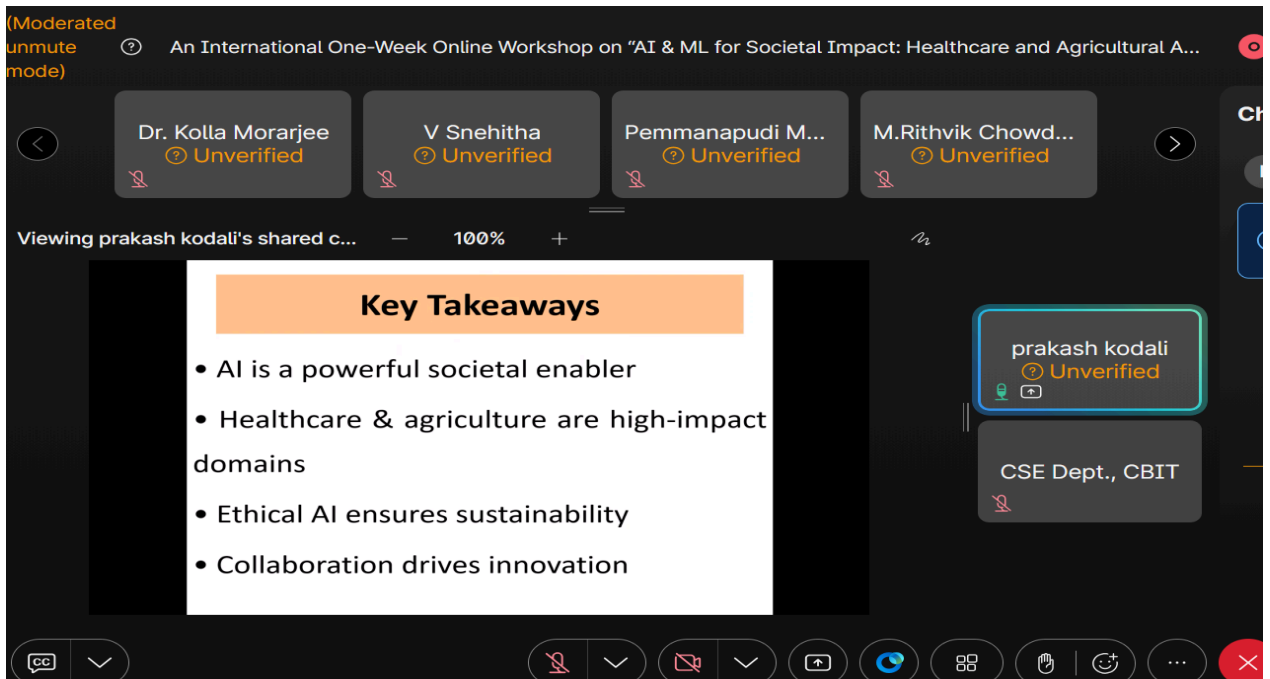 (Moderated
unmute
mode)
An International One-Week Online Workshop on "AI & ML for Societal Impact: Healthcare and Agricultural A...
Dr. Kolla Morarjee
Unverified
V Snehitha
Unverified
Pemmanapudi M...
Unverified
M.Rithvik Chowd...
Unverified
Ch
Viewing prakash kodali's shared c...
100%
Key Takeaways
• AI is a powerful societal enabler
• Healthcare & agriculture are high-impact
domains
• Ethical AI ensures sustainability
• Collaboration drives innovation
prakash kodali
Unverified
CSE Dept., CBIT
CC